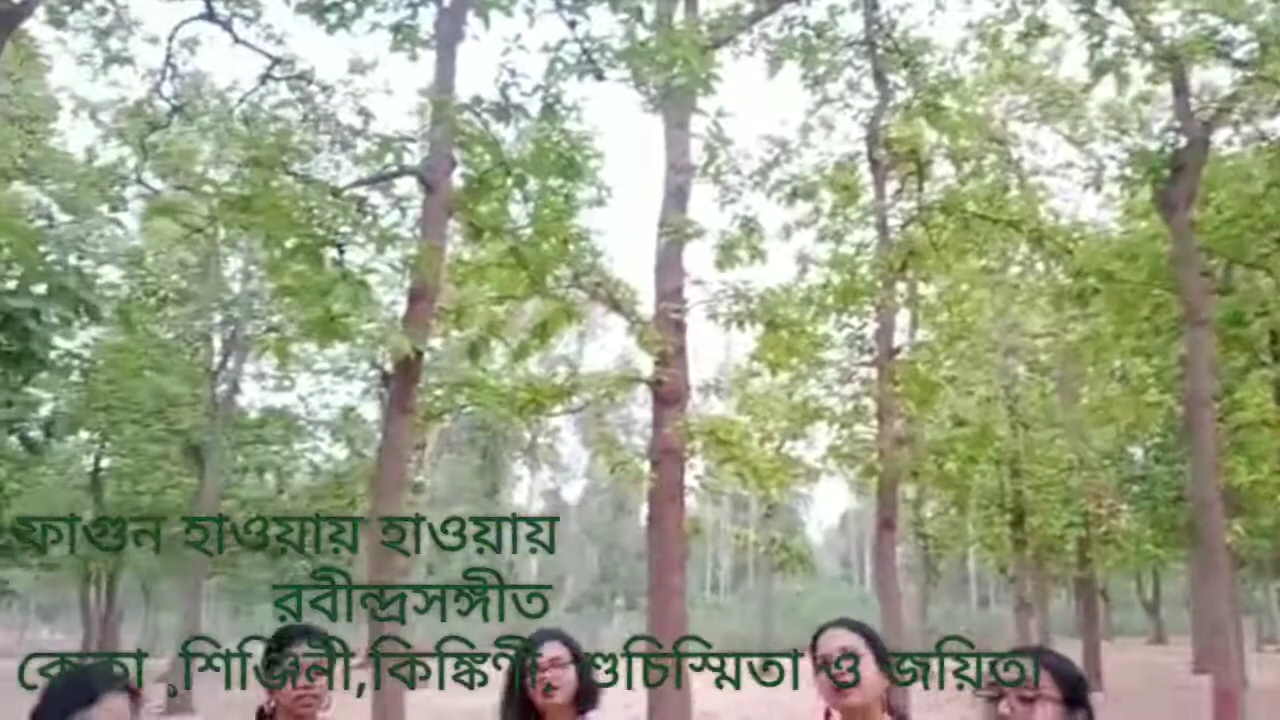 ফাগুন হাওয়ায় হাওয়ায়
রবীন্দ্রসঙ্গীত
শিঞ্জিনী,কিঙ্কিণী, শুচিস্মিতা ও জয়িতা